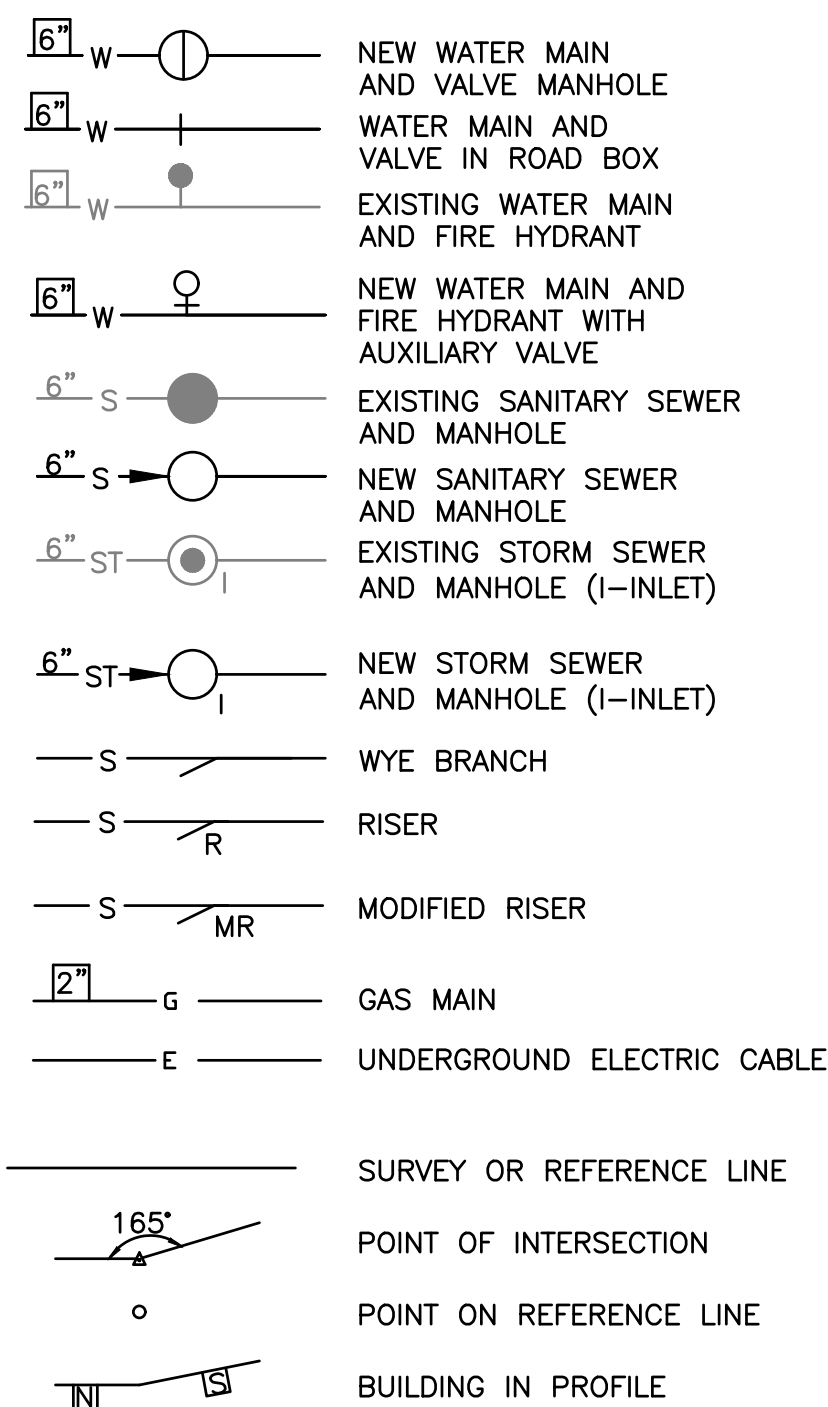 6" W NEW WATER MAIN
AND VALVE MANHOLE
6" W WATER MAIN AND
VALVE IN ROAD BOX
6" W EXISTING WATER MAIN
AND FIRE HYDRANT
6" W NEW WATER MAIN AND
FIRE HYDRANT WITH
AUXILIARY VALVE
6" S EXISTING SANITARY SEWER
AND MANHOLE
6" S NEW SANITARY SEWER
AND MANHOLE
6" ST EXISTING STORM SEWER
I AND MANHOLE (I-INLET)
6" ST NEW STORM SEWER
I AND MANHOLE (I-INLET)
S WYE BRANCH
S R RISER
S MR MODIFIED RISER
2" G GAS MAIN
E UNDERGROUND ELECTRIC CABLE
SURVEY OR REFERENCE LINE
165° POINT OF INTERSECTION
POINT ON REFERENCE LINE
N S BUILDING IN PROFILE